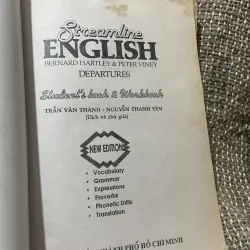 Streamline
ENGLISH
BERNARD HARTLEY & PETER VINEY
DEPARTURES
Student's book & Workbook
TRẦN VĂN THÀNH - NGUYỄN THANH YẾN
(Dịch và chú giải)
NEW EDITION
• Vocabulary
• Grammar
• Expressions
• Proverbs
• Phonetic Drills
• Translation
THÀNH PHỐ HỒ CHÍ MINH